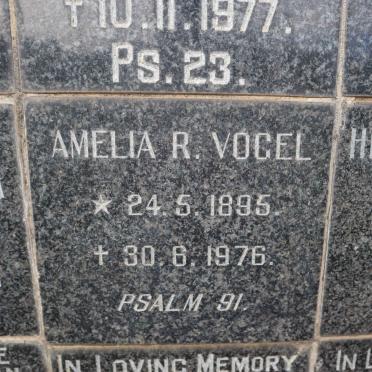 † 10.11.1977.
Ps. 23.
AMELIA R. VOGEL
* 24.5.1895.
† 30.6.1976.
PSALM 91.
IN LOVING MEMORY